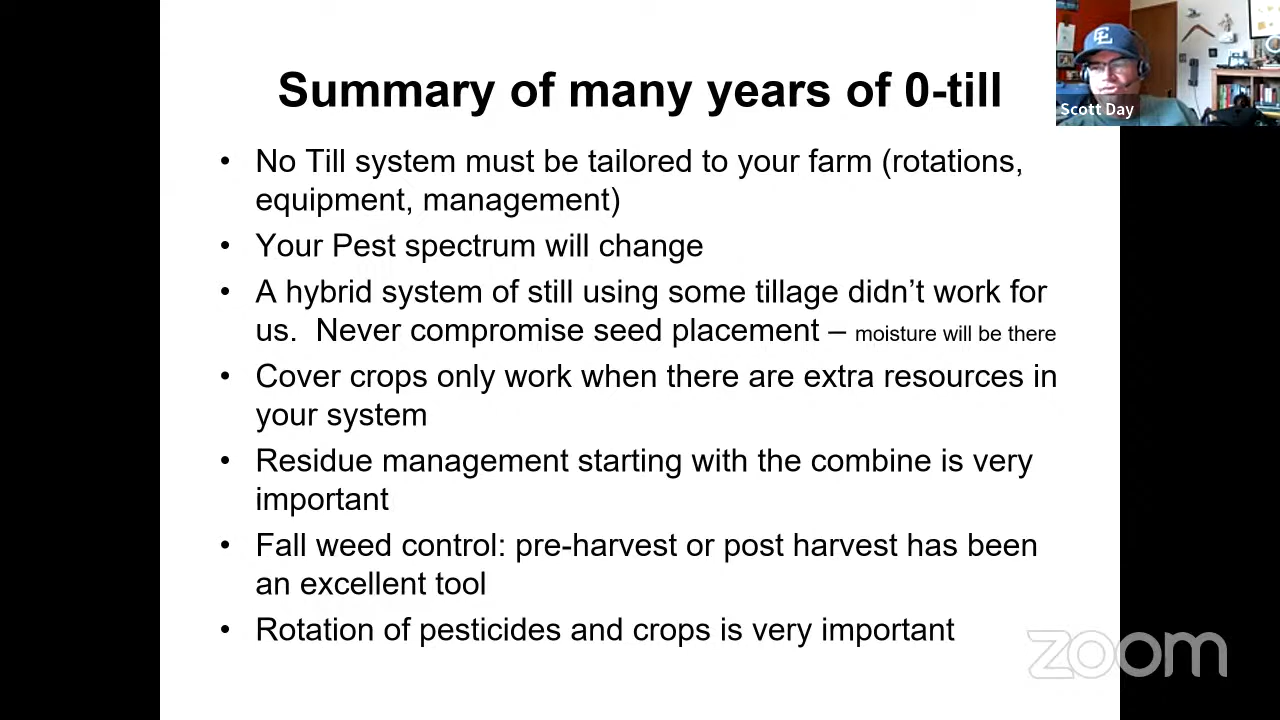 Summary of many years of 0-till
Scott Day
• No Till system must be tailored to your farm (rotations,
equipment, management)
• Your Pest spectrum will change
• A hybrid system of still using some tillage didn’t work for
us.  Never compromise seed placement – moisture will be there
• Cover crops only work when there are extra resources in
your system
• Residue management starting with the combine is very
important
• Fall weed control: pre-harvest or post harvest has been
an excellent tool
• Rotation of pesticides and crops is very important
zoom